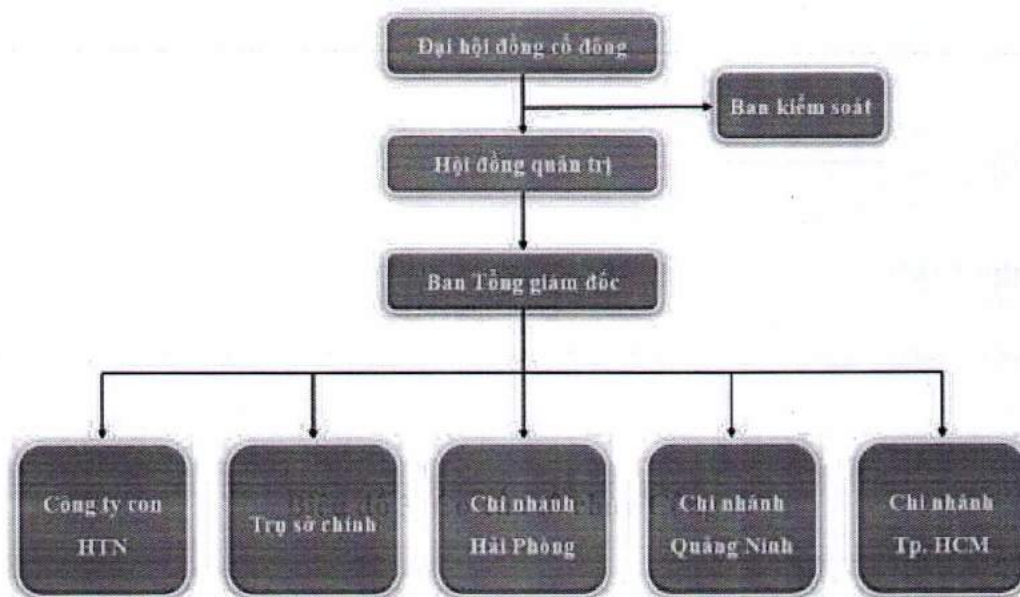 Đại hội đồng cổ đông
Ban kiểm soát
Hội đồng quản trị
Ban Tổng giám đốc
Công ty con
HTN
Trụ sở chính
Chi nhánh
Hải Phòng
Chi nhánh
Quảng Ninh
Chi nhánh
Tp. HCM